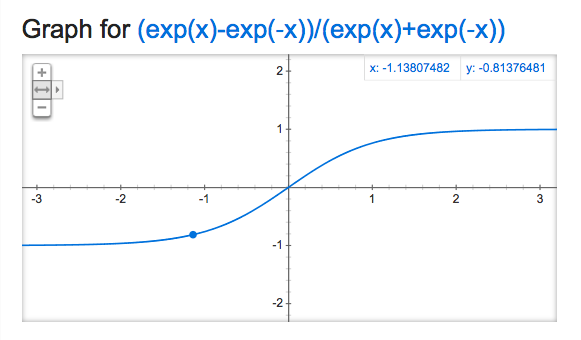 Graph for (exp(x)-exp(-x))/(exp(x)+exp(-x))
x: -1.13807482 y: -0.81376481
2
1
-3 -2 -1 1 2 3
-1
-2